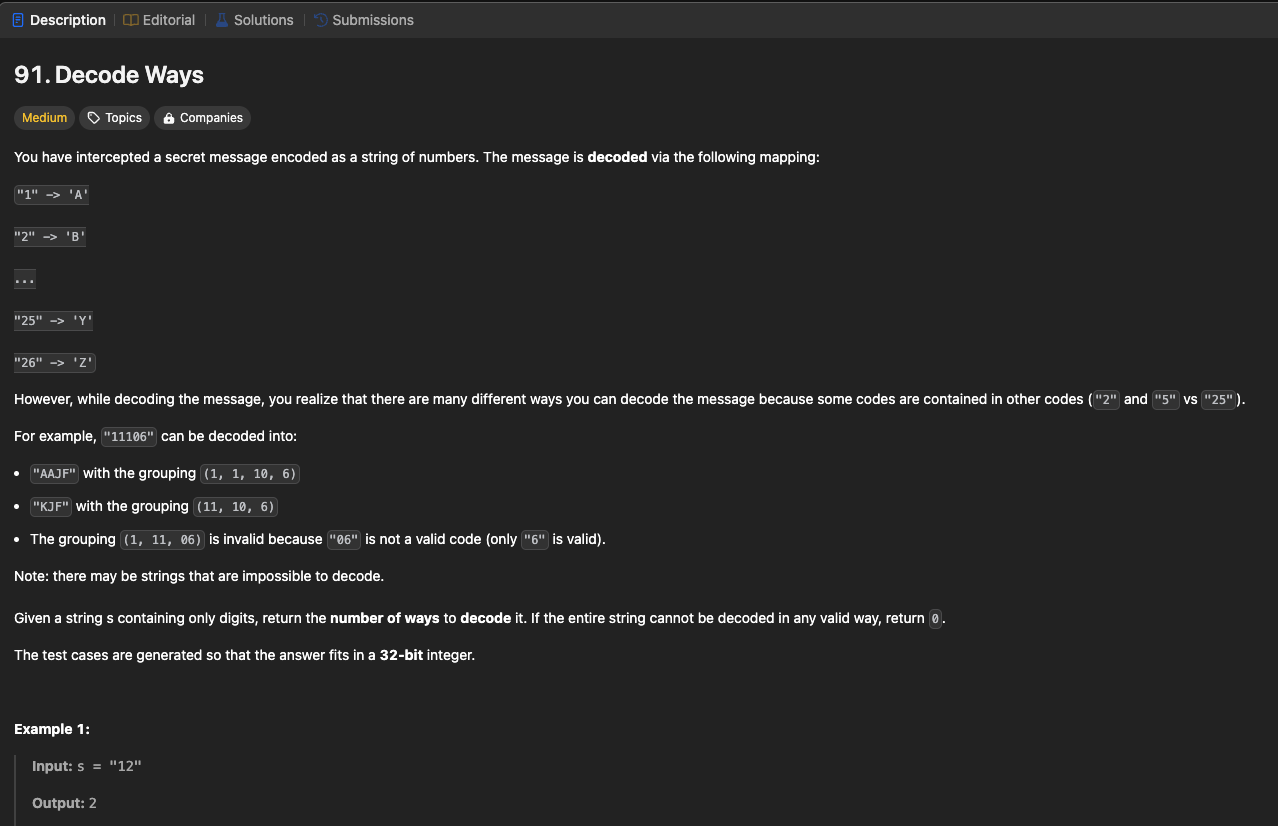 Description | Editorial | Solutions | Submissions
91. Decode Ways
Medium Topics Companies
You have intercepted a secret message encoded as a string of numbers. The message is decoded via the following mapping:
"1" -> 'A'
"2" -> 'B'
...
"25" -> 'Y'
"26" -> 'Z'
However, while decoding the message, you realize that there are many different ways you can decode the message because some codes are contained in other codes ("2" and "5" vs "25").
For example, "11106" can be decoded into:
• "AAJF" with the grouping (1, 1, 10, 6)
• "KJF" with the grouping (11, 10, 6)
• The grouping (1, 11, 06) is invalid because "06" is not a valid code (only "6" is valid).
Note: there may be strings that are impossible to decode.
Given a string s containing only digits, return the number of ways to decode it. If the entire string cannot be decoded in any valid way, return 0.
The test cases are generated so that the answer fits in a 32-bit integer.
Example 1:
Input: s = "12"
Output: 2